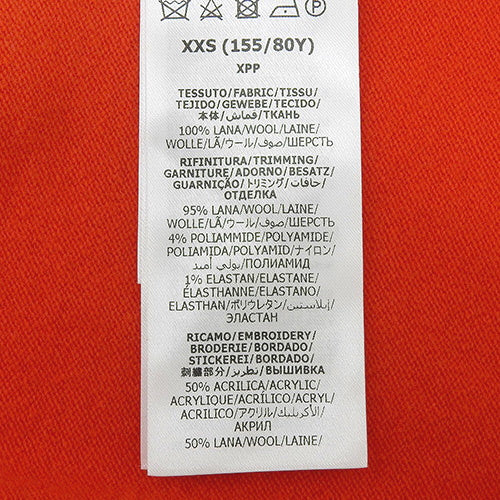 XXS (155/80Y)
XPP
TESSUTO/FABRIC/TISSU/
TEJIDO/GEWEBE/TECIDO/
本体/قماش/ТКАНЬ
100% LANA/WOOL/LAINE/
WOLLE/LÃ/ウール/صوف/ШЕРСТЬ
RIFINITURA/TRIMMING/
GARNITURE/ADORNO/BESATZ/
GUARNIÇÃO/トリミング/حافات/
ОТДЕЛКА
95% LANA/WOOL/LAINE/
WOLLE/LÃ/ウール/صوف/ШЕРСТЬ
4% POLIAMMIDE/POLYAMIDE/
POLIAMIDA/POLYAMID/ナイロン/
بولي أميد/ПОЛИАМИД
1% ELASTAN/ELASTANE/
ÉLASTHANNE/ELASTANO/
ELASTHAN/ポリウレタン/إيلاستين/
ЭЛАСТАН
RICAMO/EMBROIDERY/
BRODERIE/BORDADO/
STICKEREI/BORDADO/
刺繍部分/تطريز/ВЫШИВКА
50% ACRILICA/ACRYLIC/
ACRYLIQUE/ACRÍLICO/ACRYL/
ACRILICO/アクリル/الأكريليك/
АКРИЛ
50% LANA/WOOL/LAINE/